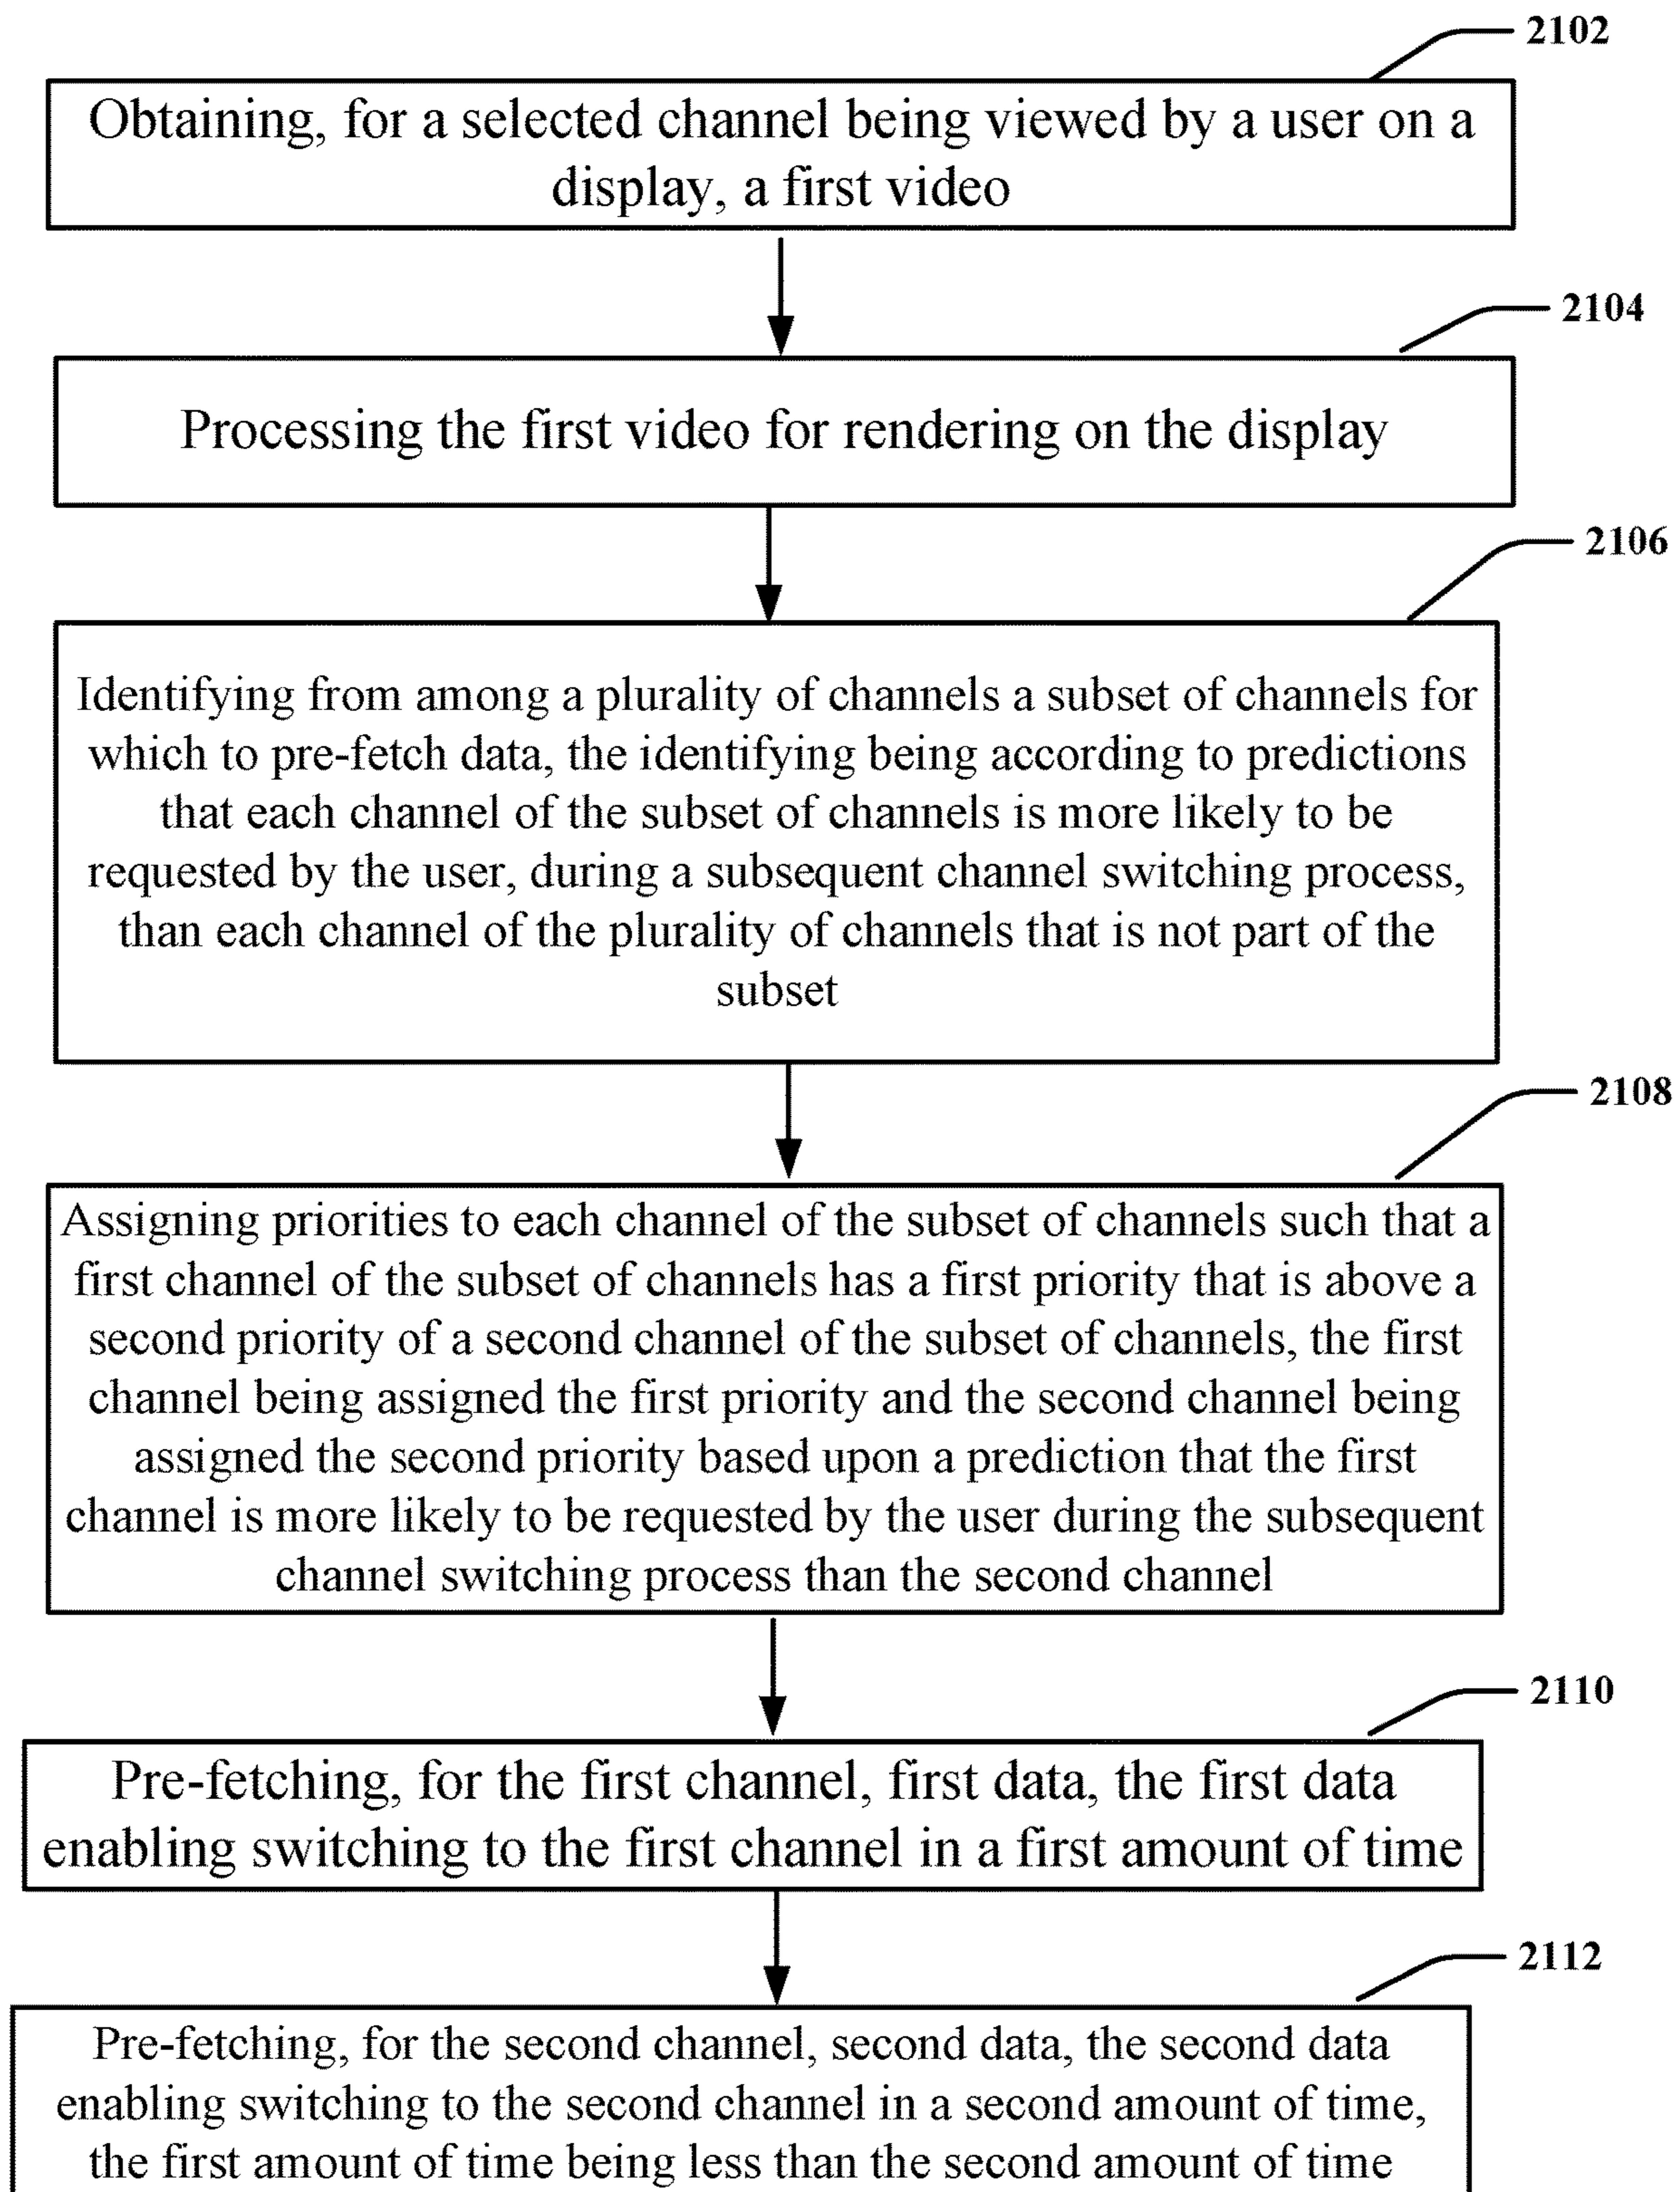 2102
Obtaining, for a selected channel being viewed by a user on a
display, a first video
2104
Processing the first video for rendering on the display
2106
Identifying from among a plurality of channels a subset of channels for
which to pre-fetch data, the identifying being according to predictions
that each channel of the subset of channels is more likely to be
requested by the user, during a subsequent channel switching process,
than each channel of the plurality of channels that is not part of the
subset
2108
Assigning priorities to each channel of the subset of channels such that a
first channel of the subset of channels has a first priority that is above a
second priority of a second channel of the subset of channels, the first
channel being assigned the first priority and the second channel being
assigned the second priority based upon a prediction that the first
channel is more likely to be requested by the user during the subsequent
channel switching process than the second channel
2110
Pre-fetching, for the first channel, first data, the first data
enabling switching to the first channel in a first amount of time
2112
Pre-fetching, for the second channel, second data, the second data
enabling switching to the second channel in a second amount of time,
the first amount of time being less than the second amount of time